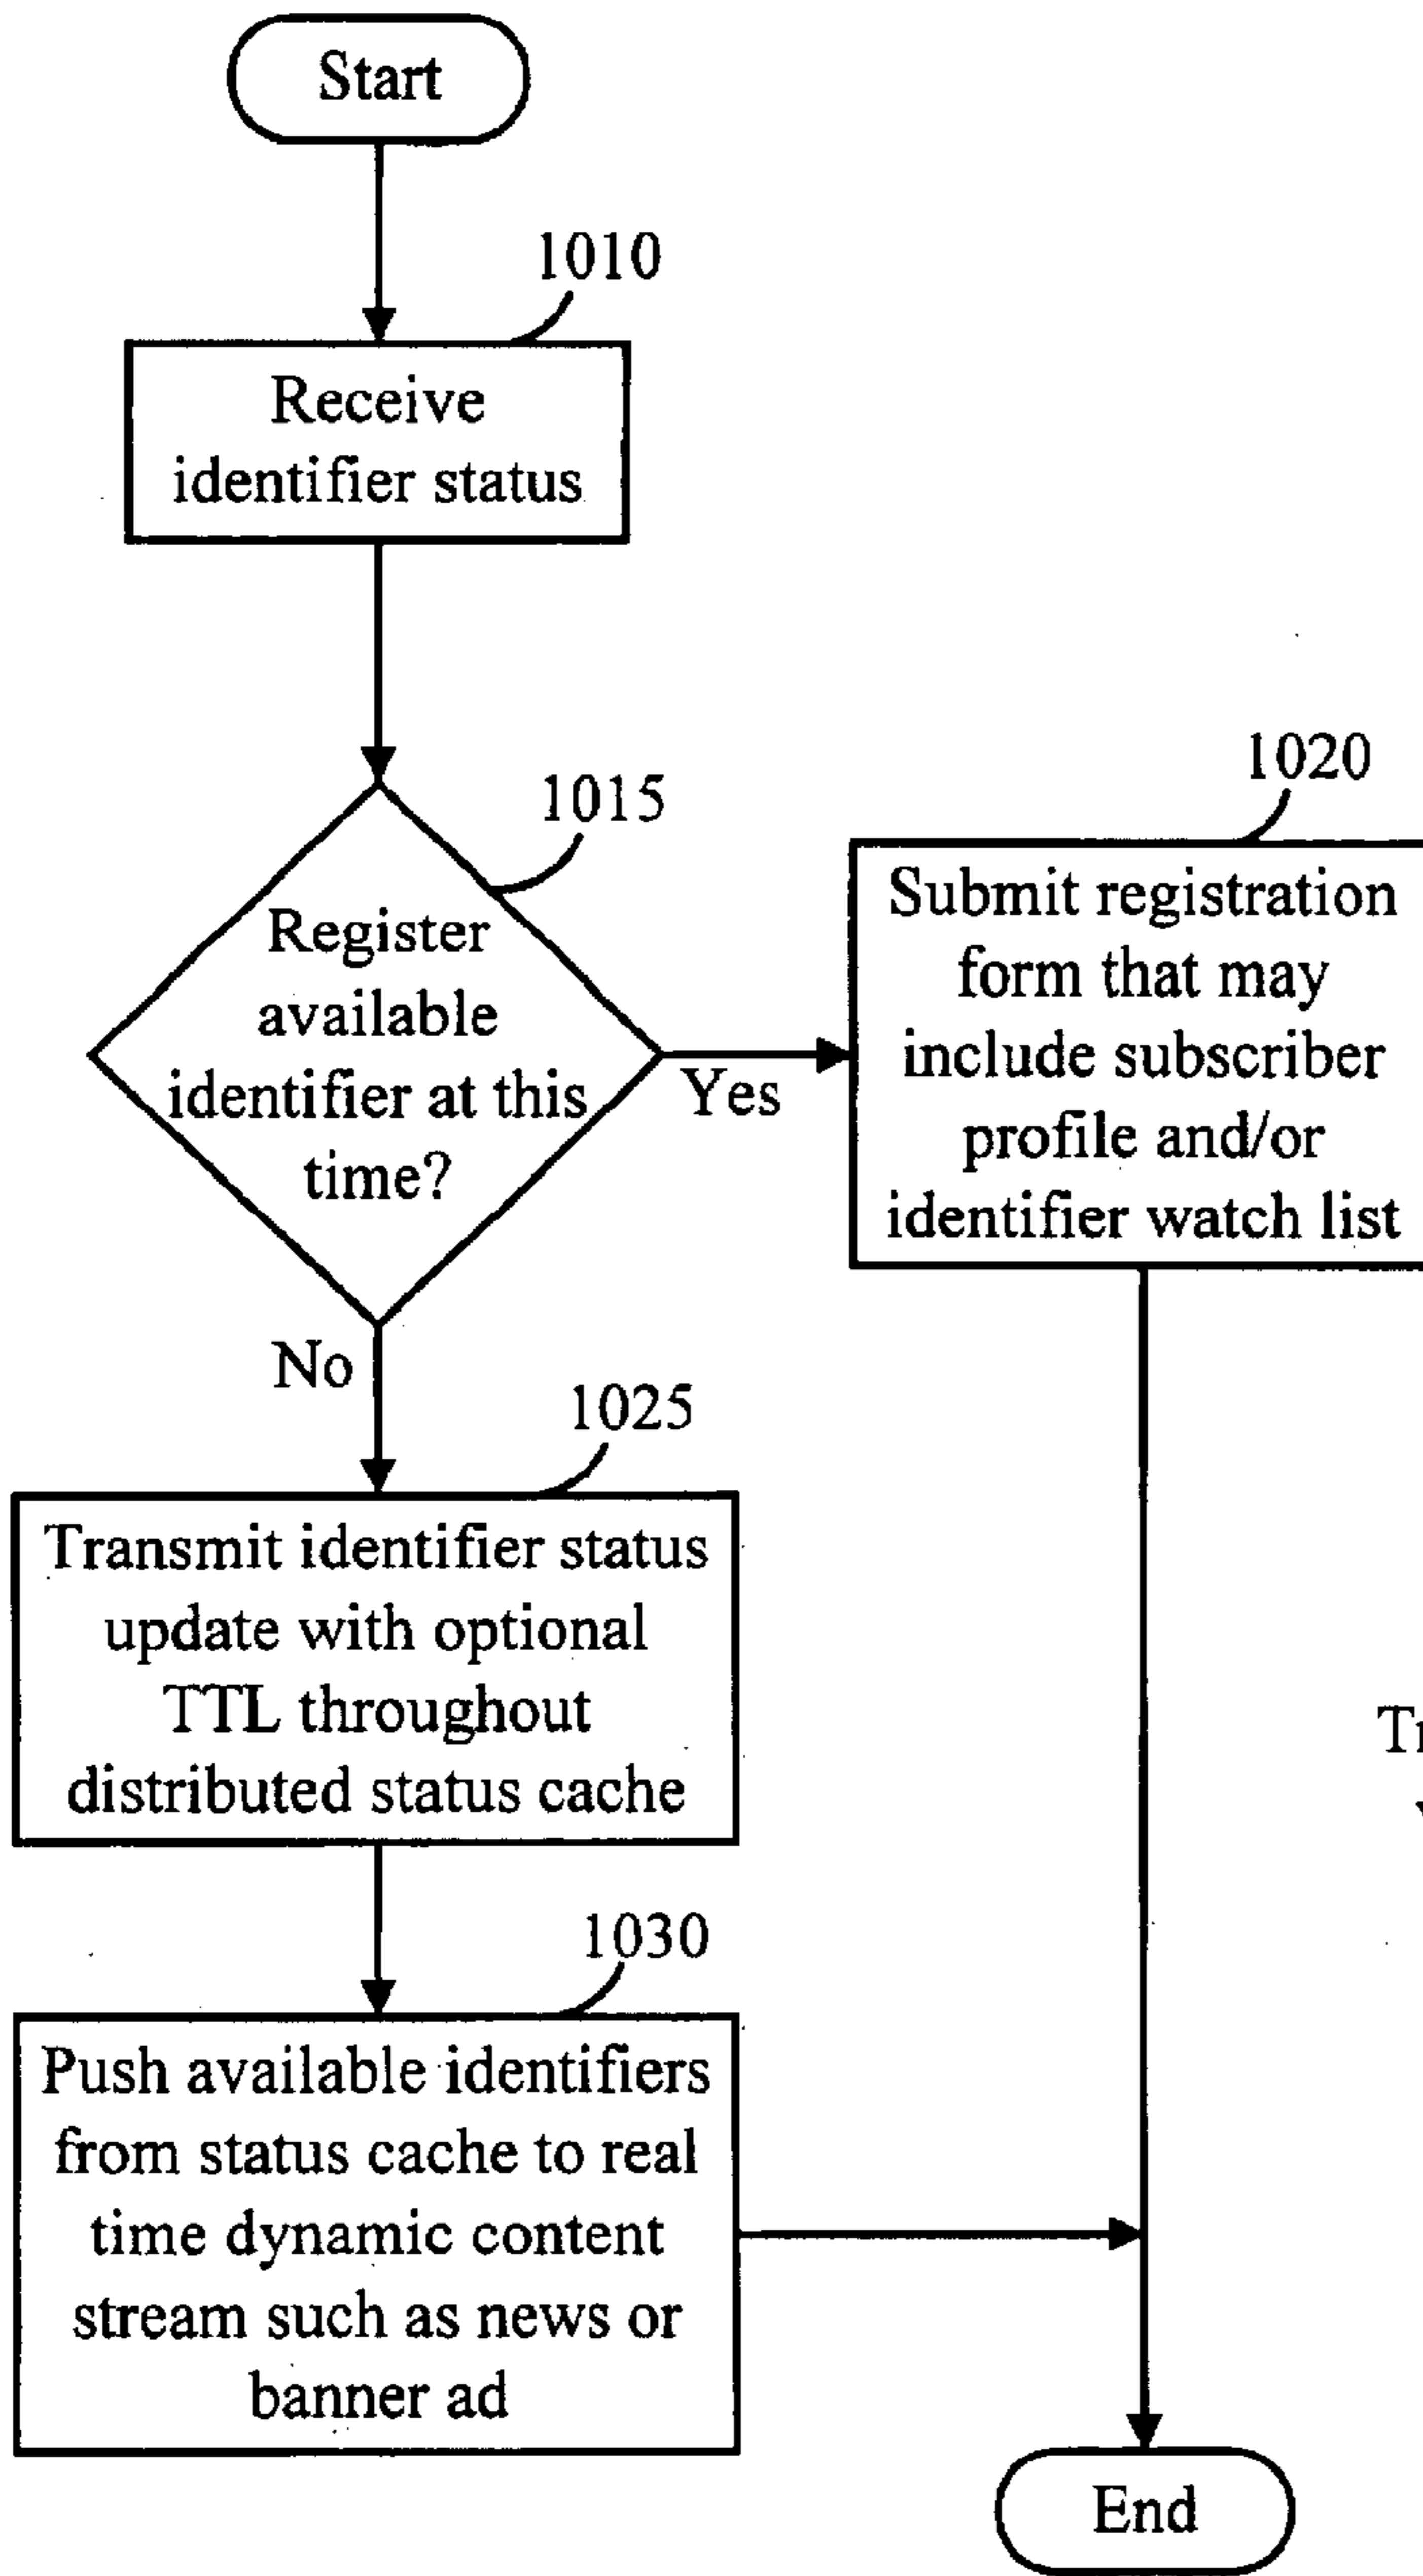 Start
1010
Receive
identifier status
1015
Register
available
identifier at this
time?
Yes
1020
Submit registration
form that may
include subscriber
profile and/or
identifier watch list
No
1025
Transmit identifier status
update with optional
TTL throughout
distributed status cache
1030
Push available identifiers
from status cache to real
time dynamic content
stream such as news or
banner ad
End